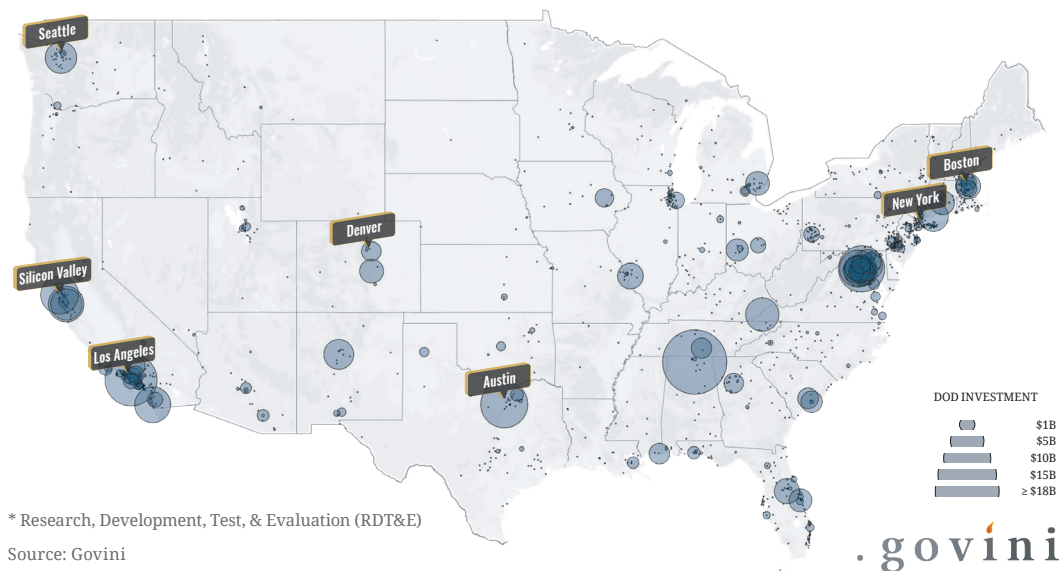 Seattle
Boston
New York
Denver
Silicon Valley
Los Angeles
Austin
DOD INVESTMENT
$1B
$5B
$10B
$15B
≥ $18B
* Research, Development, Test, & Evaluation (RDT&E)
Source: Govini
.govini